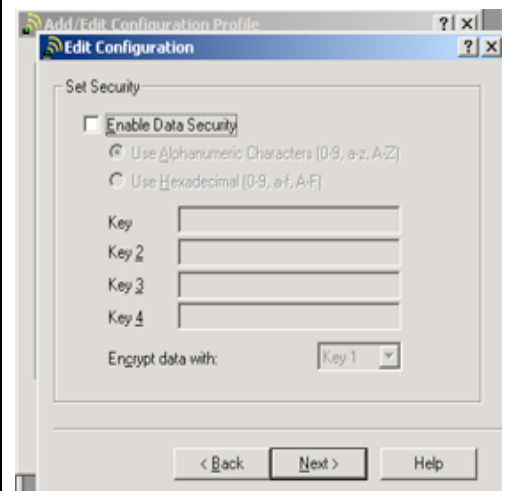 Add/Edit Configuration Profile
Edit Configuration
Set Security
Enable Data Security
Use Alphanumeric Characters (0-9, a-z, A-Z)
Use Hexadecimal (0-9, a-f, A-F)
Key
Key 2
Key 3
Key 4
Encrypt data with: Key 1
< Back Next > Help